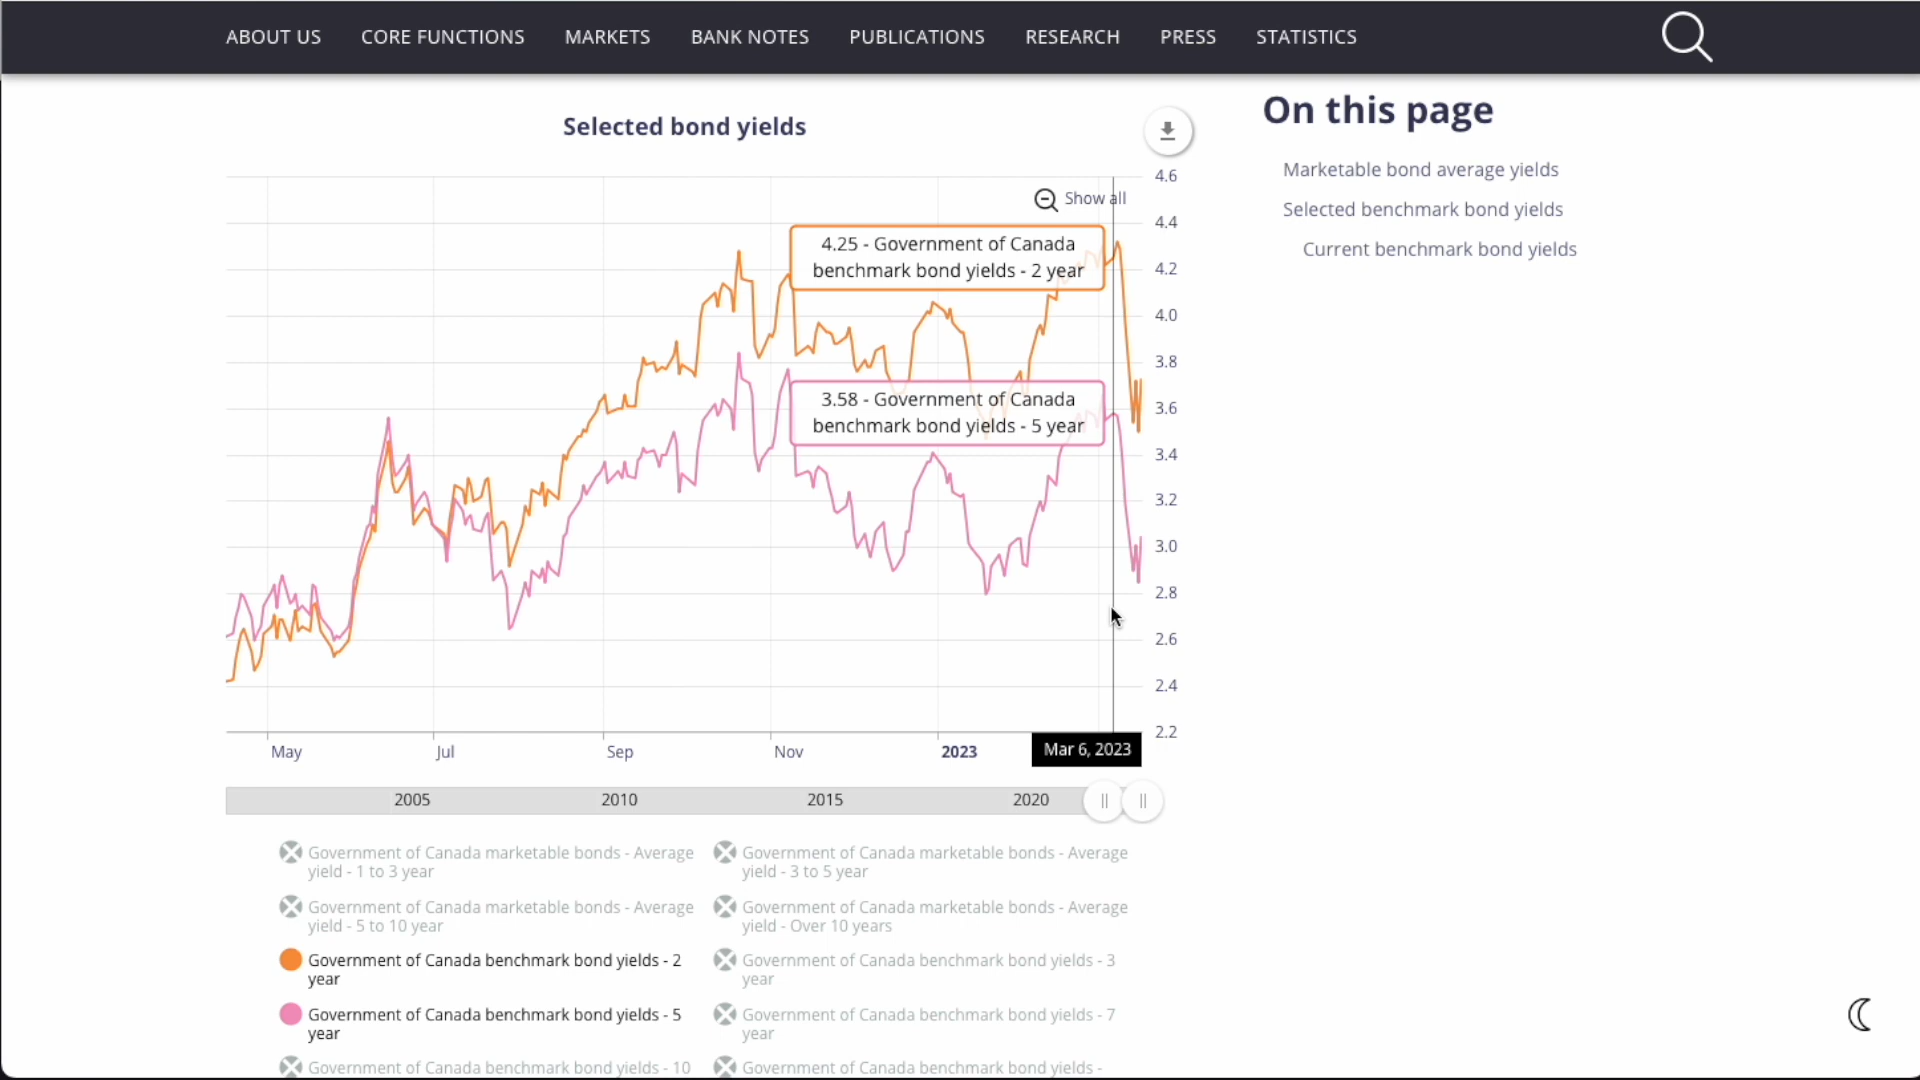 ABOUT US CORE FUNCTIONS MARKETS BANK NOTES PUBLICATIONS RESEARCH PRESS STATISTICS
On this page
Marketable bond average yields
Selected benchmark bond yields
Current benchmark bond yields
Selected bond yields
Show all
4.25 - Government of Canada
benchmark bond yields - 2 year
3.58 - Government of Canada
benchmark bond yields - 5 year
4.6
4.4
4.2
4.0
3.8
3.6
3.4
3.2
3.0
2.8
2.6
2.4
2.2
May Jul Sep Nov 2023 Mar 6, 2023
2005 2010 2015 2020
Government of Canada marketable bonds - Average
yield - 1 to 3 year
Government of Canada marketable bonds - Average
yield - 3 to 5 year
Government of Canada marketable bonds - Average
yield - 5 to 10 year
Government of Canada marketable bonds - Average
yield - Over 10 years
Government of Canada benchmark bond yields - 2
year
Government of Canada benchmark bond yields - 3
year
Government of Canada benchmark bond yields - 5
year
Government of Canada benchmark bond yields - 7
year
Government of Canada benchmark bond yields - 10
Government of Canada benchmark bond yields -